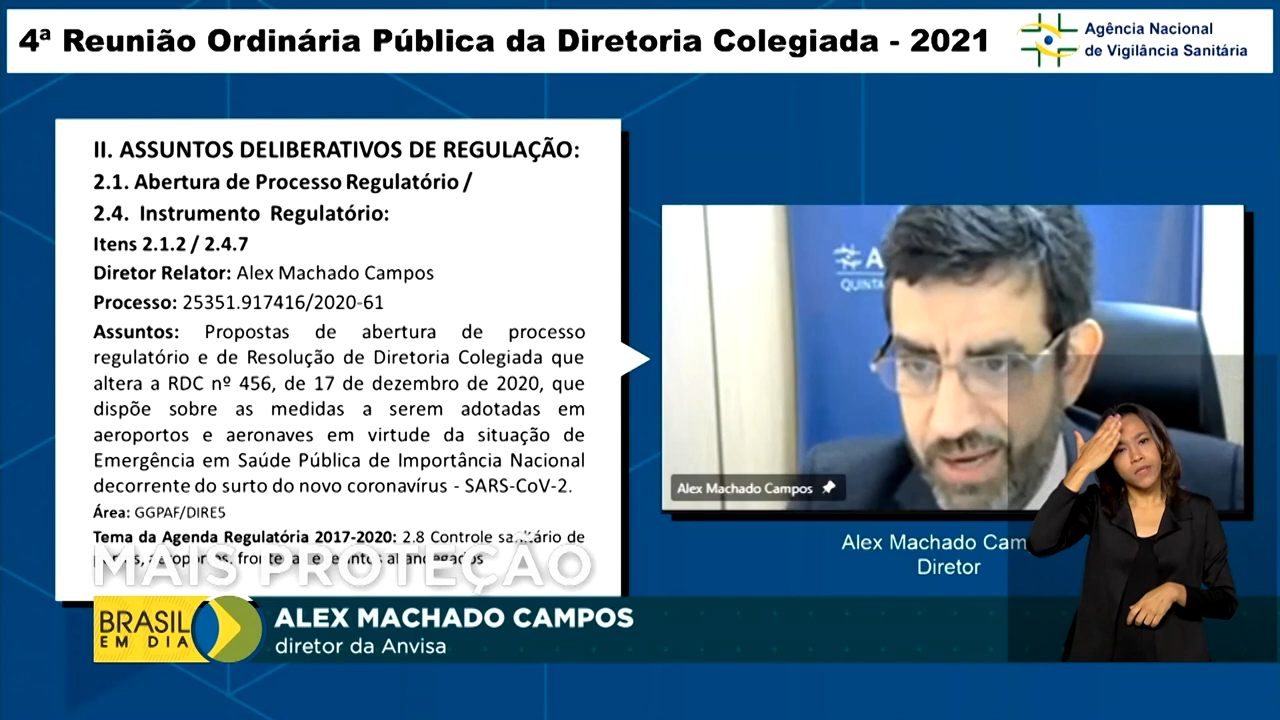 4ª Reunião Ordinária Pública da Diretoria Colegiada - 2021
Agência Nacional
de Vigilância Sanitária
II. ASSUNTOS DELIBERATIVOS DE REGULAÇÃO:
2.1. Abertura de Processo Regulatório /
2.4. Instrumento Regulatório:
Itens 2.1.2 / 2.4.7
Diretor Relator: Alex Machado Campos
Processo: 25351.917416/2020-61
Assuntos: Propostas de abertura de processo
regulatório e de Resolução de Diretoria Colegiada que
altera a RDC nº 456, de 17 de dezembro de 2020, que
dispõe sobre as medidas a serem adotadas em
aeroportos e aeronaves em virtude da situação de
Emergência em Saúde Pública de Importância Nacional
decorrente do surto do novo coronavírus - SARS-CoV-2.
Área: GGPAF/DIRE5
Tema da Agenda Regulatória 2017-2020: 2.8 Controle sanitário de
MAIS PROTEÇÃO
A
QUINTA
Alex Machado Campos
Alex Machado Cam
Diretor
BRASIL
EM DIA
ALEX MACHADO CAMPOS
diretor da Anvisa